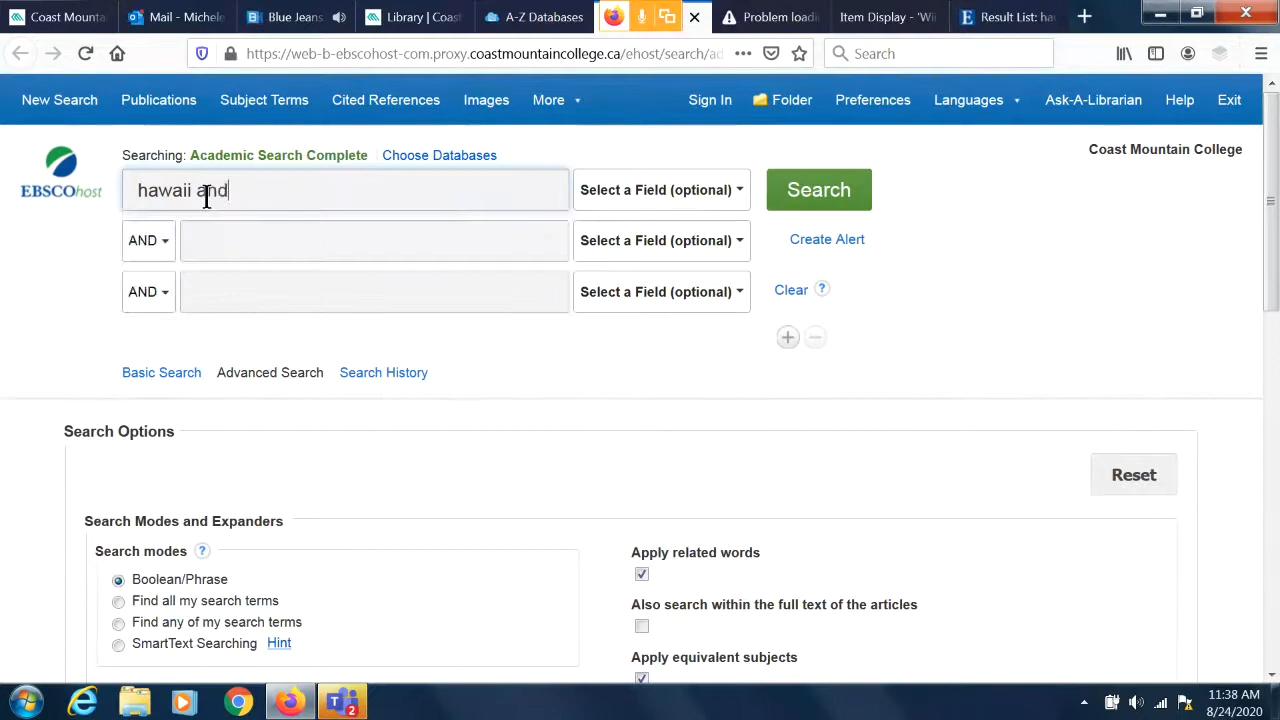 Coast Mountain
Mail - Michele
Blue Jeans
Library | Coas
A-Z Databases
Problem loadi
Item Display - 'Wi
Result List: ha
https://web-b-ebscohost-com.proxy.coastmountaincollege.ca/ehost/search/ad
Search
New Search
Publications
Subject Terms
Cited References
Images
More
Sign In
Folder
Preferences
Languages
Ask-A-Librarian
Help
Exit
Searching: Academic Search Complete Choose Databases
Coast Mountain College
EBSCOhost
hawaii and
Select a Field (optional)
Search
AND
Select a Field (optional)
Create Alert
AND
Select a Field (optional)
Clear ?
Basic Search
Advanced Search
Search History
Search Options
Reset
Search Modes and Expanders
Search modes ?
Boolean/Phrase
Find all my search terms
Find any of my search terms
SmartText Searching Hint
Apply related words
Also search within the full text of the articles
Apply equivalent subjects
2
11:38 AM
8/24/2020